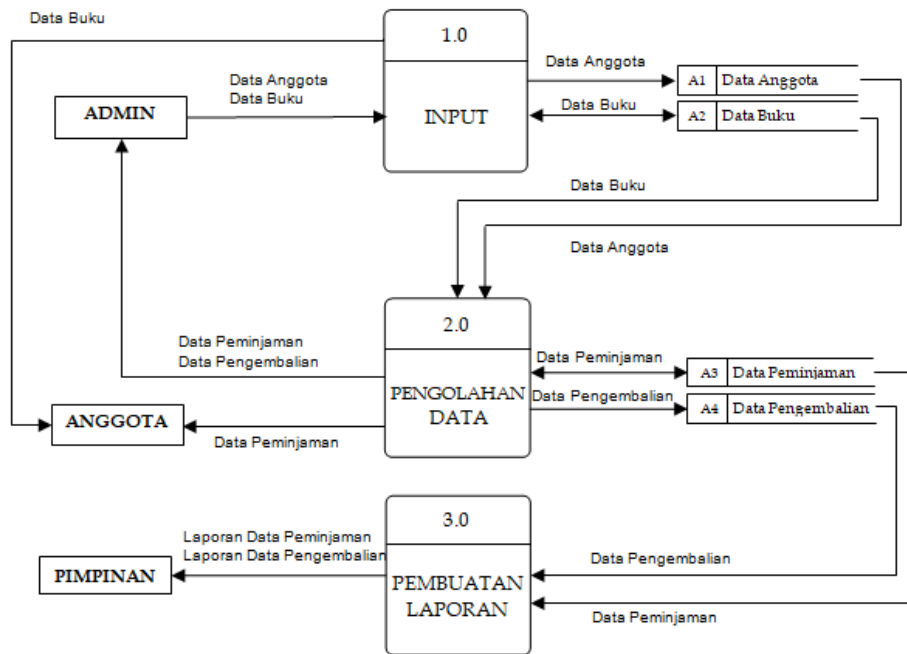 Data Buku
1.0
INPUT
Data Anggota
Data Buku
ADMIN
Data Anggota
A1 Data Anggota
Data Buku
A2 Data Buku
Data Buku
Data Anggota
2.0
PENGOLAHAN
DATA
Data Peminjaman
Data Pengembalian
Data Peminjaman
A3 Data Peminjaman
Data Pengembalian
A4 Data Pengembalian
ANGGOTA
Data Peminjaman
3.0
PEMBUATAN
LAPORAN
Laporan Data Peminjaman
Laporan Data Pengembalian
PIMPINAN
Data Pengembalian
Data Peminjaman